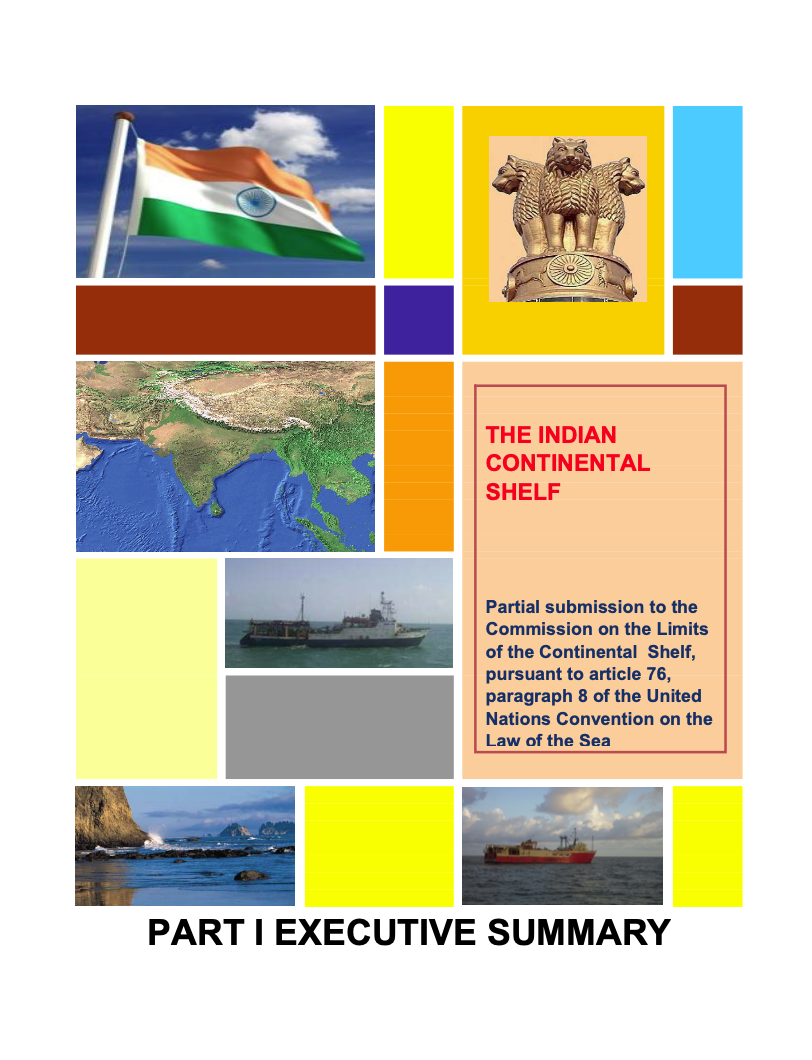 THE INDIAN
CONTINENTAL
SHELF
Partial submission to the
Commission on the Limits
of the Continental Shelf,
pursuant to article 76,
paragraph 8 of the United
Nations Convention on the
Law of the Sea
PART I EXECUTIVE SUMMARY